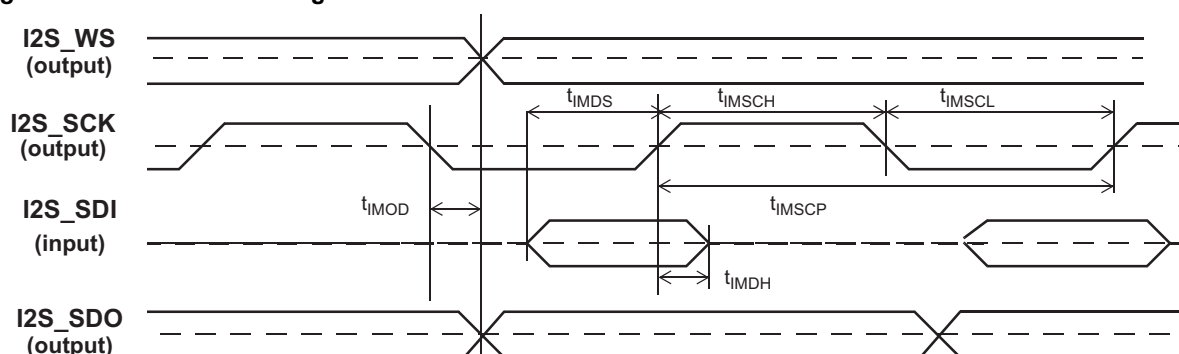 I2S_WS
(output)
tIMDS
tIMSCH
tIMSCL
I2S_SCK
(output)
tIMOD
tIMSCP
I2S_SDI
(input)
tIMDH
I2S_SDO
(output)